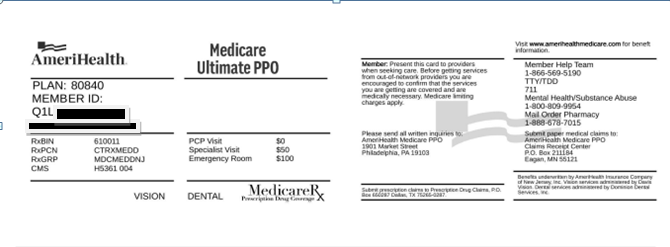 AmeriHealth.
Medicare
Ultimate PPO
PLAN: 80840
MEMBER ID:
Q1L
RxBIN 610011
RxPCN CTRXMEDD
RxGRP MDCMEDDNJ
CMS H5361 004
PCP Visit $0
Specialist Visit $50
Emergency Room $100
VISION DENTAL MedicareRx
Prescription Drug Coverage
Member: Present this card to providers
when seeking care. Before getting services
from out-of-network providers you are
encouraged to confirm that the services
you are getting are covered and are
medically necessary. Medicare limiting
charges apply.
Please send all written inquiries to:
AmeriHealth Medicare PPO
1901 Market Street
Philadelphia, PA 19103
Submit prescription claims to Prescription Drug Claims, P.O.
Box 650287 Dallas, TX 75265-0287.
Visit www.amerihealthmedicare.com for benefit
information.
Member Help Team
1-866-569-5190
TTY/TDD
711
Mental Health/Substance Abuse
1-800-809-9954
Mail Order Pharmacy
1-888-678-7015
Submit paper medical claims to:
AmeriHealth Medicare PPO
Claims Receipt Center
P.O. Box 211184
Eagan, MN 55121
Benefits underwritten by AmeriHealth Insurance Company
of New Jersey, Inc. Vision services administered by Davis
Vision. Dental services administered by Dominion Dental
Services, Inc.